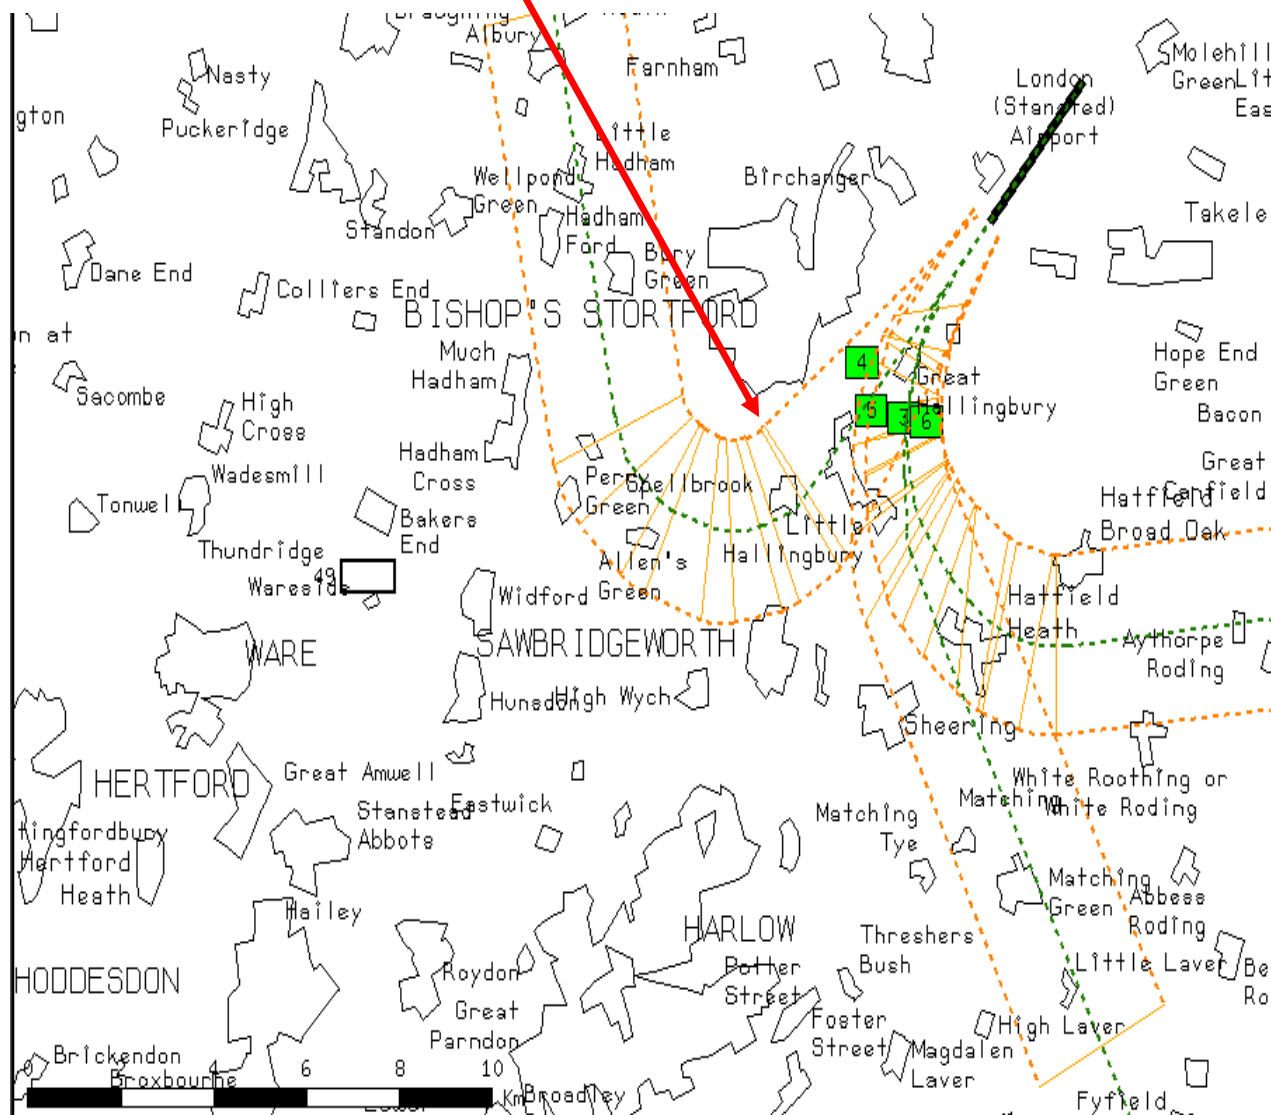 Albury
Farnham
Molehill
Green
London
(Stansted)
Airport
Nasty
Puckeridge
gton
Little
Hadham
Wellpond
Green
Birchanger
Standon
Hadham
Ford
Takele
Bury
Green
Dane End
Colliers End
BISHOP'S STORTFORD
Much
Hadham
Hope End
Green
Sacombe
High
Cross
4
Great
Hallingbury
5
3
6
Bacon
Hadham
Cross
Wadesmill
Perry
Green
Spellbrook
Great
Canfield
Hatfield
Broad Oak
Tonwell
Bakers
End
Little
Hallingbury
Thundridge
Wareside
49
Allen's
Green
Widford
Hatfield
Heath
WARE
SAWBRIDGEWORTH
Aythorpe
Roding
Hunsdon
High Wych
Sheering
HERTFORD
Great Amwell
Stanstead
Abbots
Eastwick
White Roothing or
White Roding
Matching
Matching
Tye
tingfordbury
Hertford
Heath
Matching
Green
Abbess
Roding
Hailey
HARLOW
Threshers
Bush
Potter
Street
Little Laver
Be
Ro
HODDESDON
Roydon
Great
Parndon
Foster
Street
High Laver
Magdalen
Laver
Brickendon
Broxbourne
0 2 4 6 8 10
Km
Broadley
Fyfield